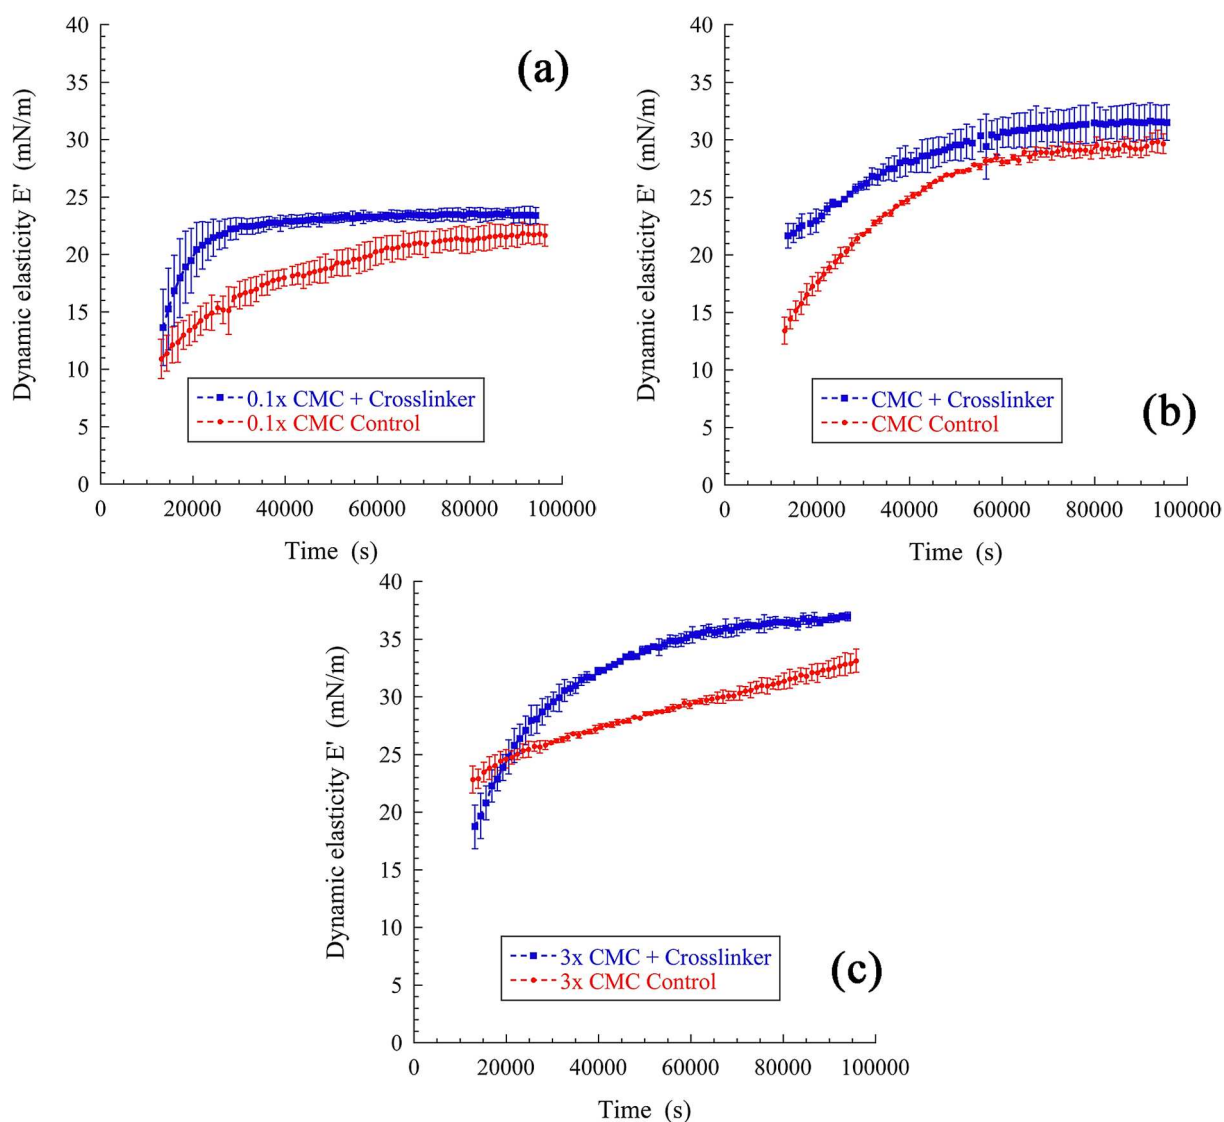 40
35
30
25
20
15
10
5
0
Dynamic elasticity E' (mN/m)
(a)
0.1x CMC + Crosslinker
0.1x CMC Control
0 20000 40000 60000 80000 100000
Time (s)
40
35
30
25
20
15
10
5
0
Dynamic elasticity E' (mN/m)
CMC + Crosslinker
CMC Control
(b)
0 20000 40000 60000 80000 100000
Time (s)
40
35
30
25
20
15
10
5
0
Dynamic elasticity E' (mN/m)
3x CMC + Crosslinker
3x CMC Control
(c)
0 20000 40000 60000 80000 100000
Time (s)